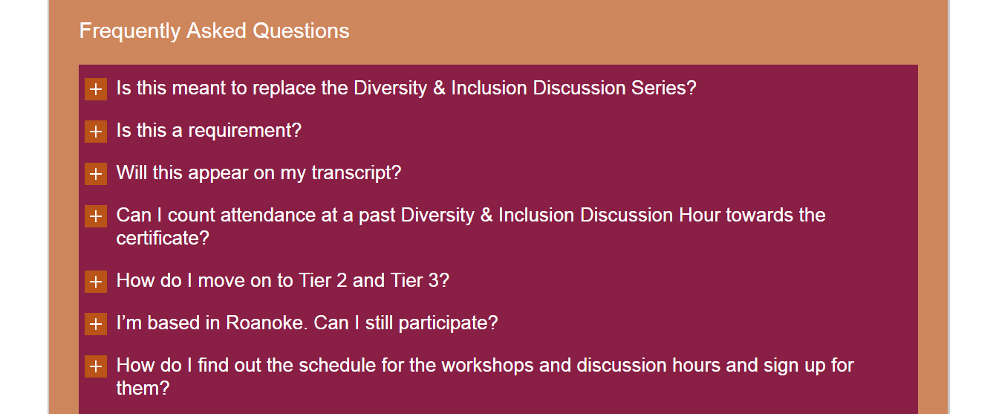 Frequently Asked Questions
Is this meant to replace the Diversity & Inclusion Discussion Series?
Is this a requirement?
Will this appear on my transcript?
Can I count attendance at a past Diversity & Inclusion Discussion Hour towards the
certificate?
How do I move on to Tier 2 and Tier 3?
I’m based in Roanoke. Can I still participate?
How do I find out the schedule for the workshops and discussion hours and sign up for
them?